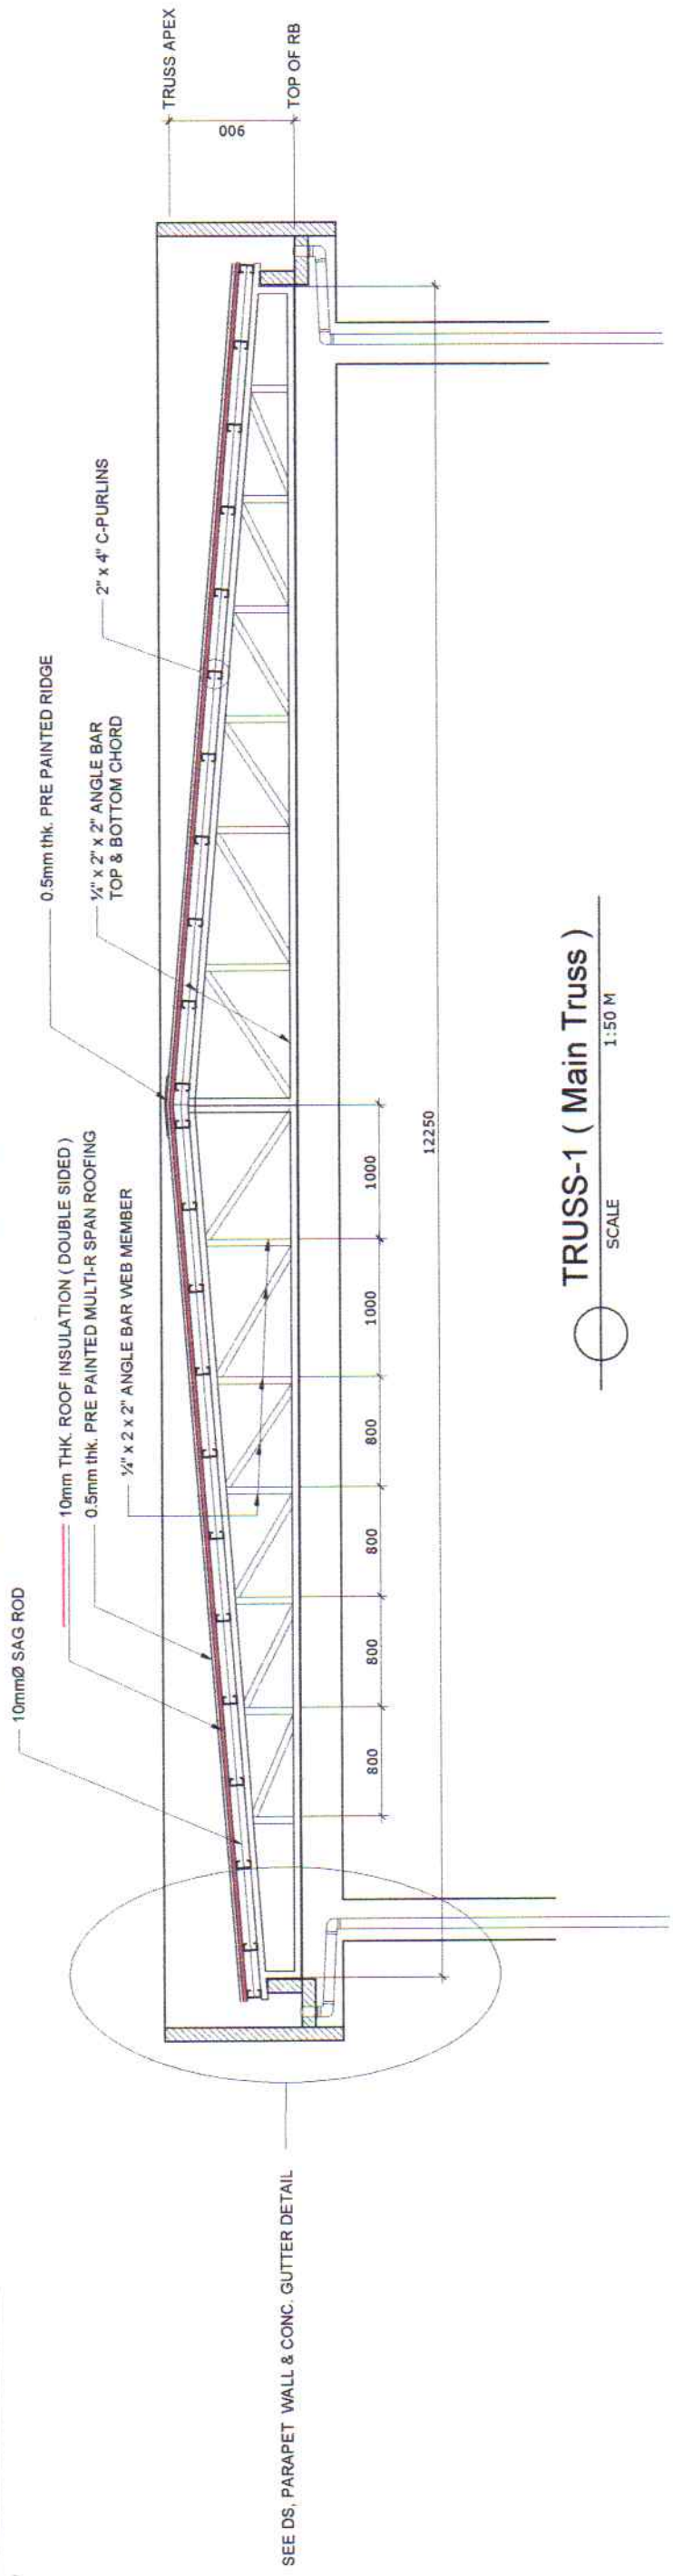 10mmØ SAG ROD
10mm THK. ROOF INSULATION ( DOUBLE SIDED )
0.5mm thk. PRE PAINTED MULTI-R SPAN ROOFING
¼" x 2 x 2" ANGLE BAR WEB MEMBER
0.5mm thk. PRE PAINTED RIDGE
¼" x 2" x 2" ANGLE BAR
TOP & BOTTOM CHORD
2" x 4" C-PURLINS
TRUSS APEX
900
TOP OF RB
SEE DS, PARAPET WALL & CONC. GUTTER DETAIL
800
800
800
800
1000
1000
12250
TRUSS-1 ( Main Truss )
SCALE
1:50 M